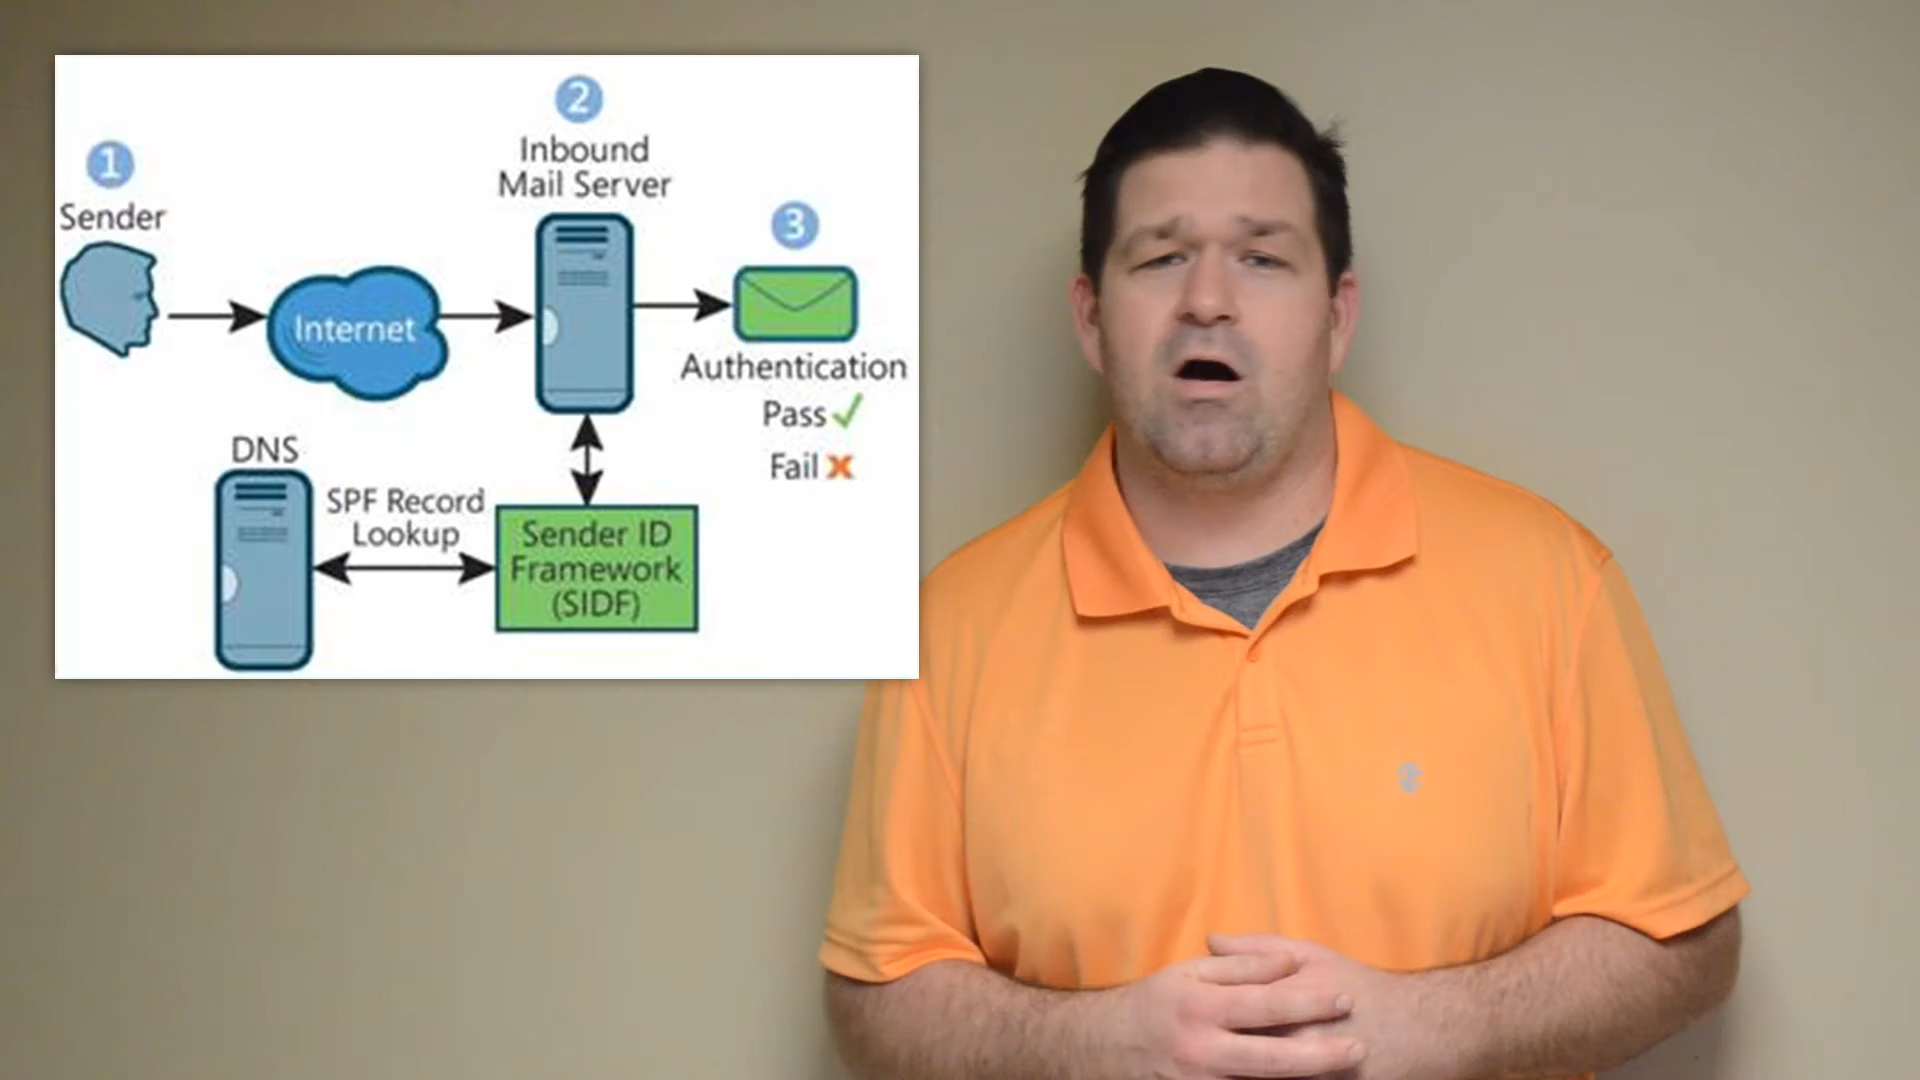 1
Sender
Internet
2
Inbound
Mail Server
3
Authentication
Pass
Fail
DNS
SPF Record
Lookup
Sender ID
Framework
(SIDF)